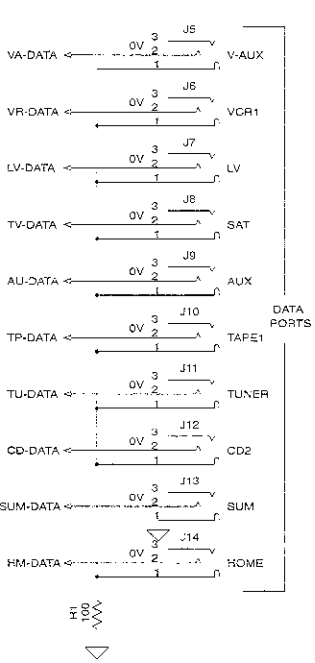 J5
3
0V 2
VA-DATA V-AUX
1
J6
3
0V 2
VR-DATA VCR1
1
J7
3
0V 2
LV-DATA LV
1
J8
3
0V 2
TV-DATA SAT
1
J9
3
0V 2
AU-DATA AUX
1
DATA
PORTS
J10
3
0V 2
TP-DATA TAPE1
1
J11
3
0V 2
TU-DATA TUNER
1
J12
3
0V 2
CD-DATA CD2
1
J13
3
0V 2
SUM-DATA SUM
1
J14
3
0V 2
HM-DATA HOME
1
R1
100